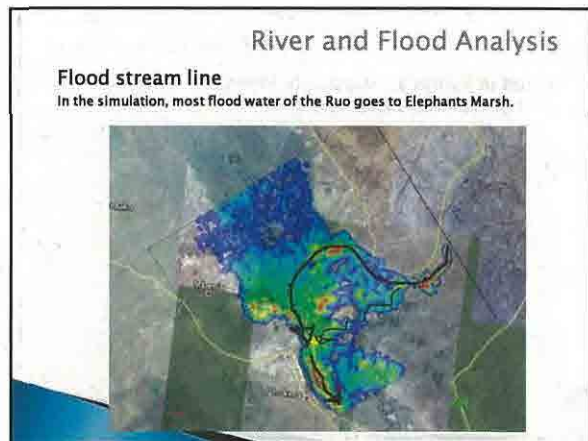 River and Flood Analysis
Flood stream line
In the simulation, most flood water of the Ruo goes to Elephants Marsh.